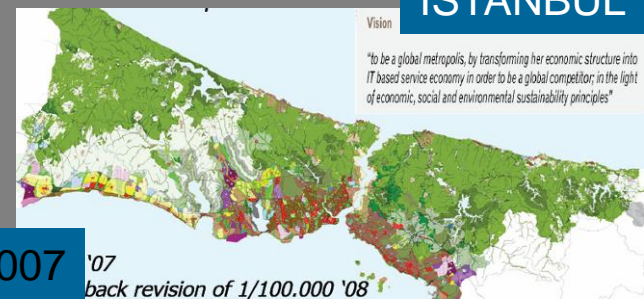 ISTANBUL
Vision
"to be a global metropolis, by transforming her economic structure into
IT based service economy in order to be a global competitor; in the light
of economic, social and environmental sustainability principles"
007
'07
back revision of 1/100.000 '08